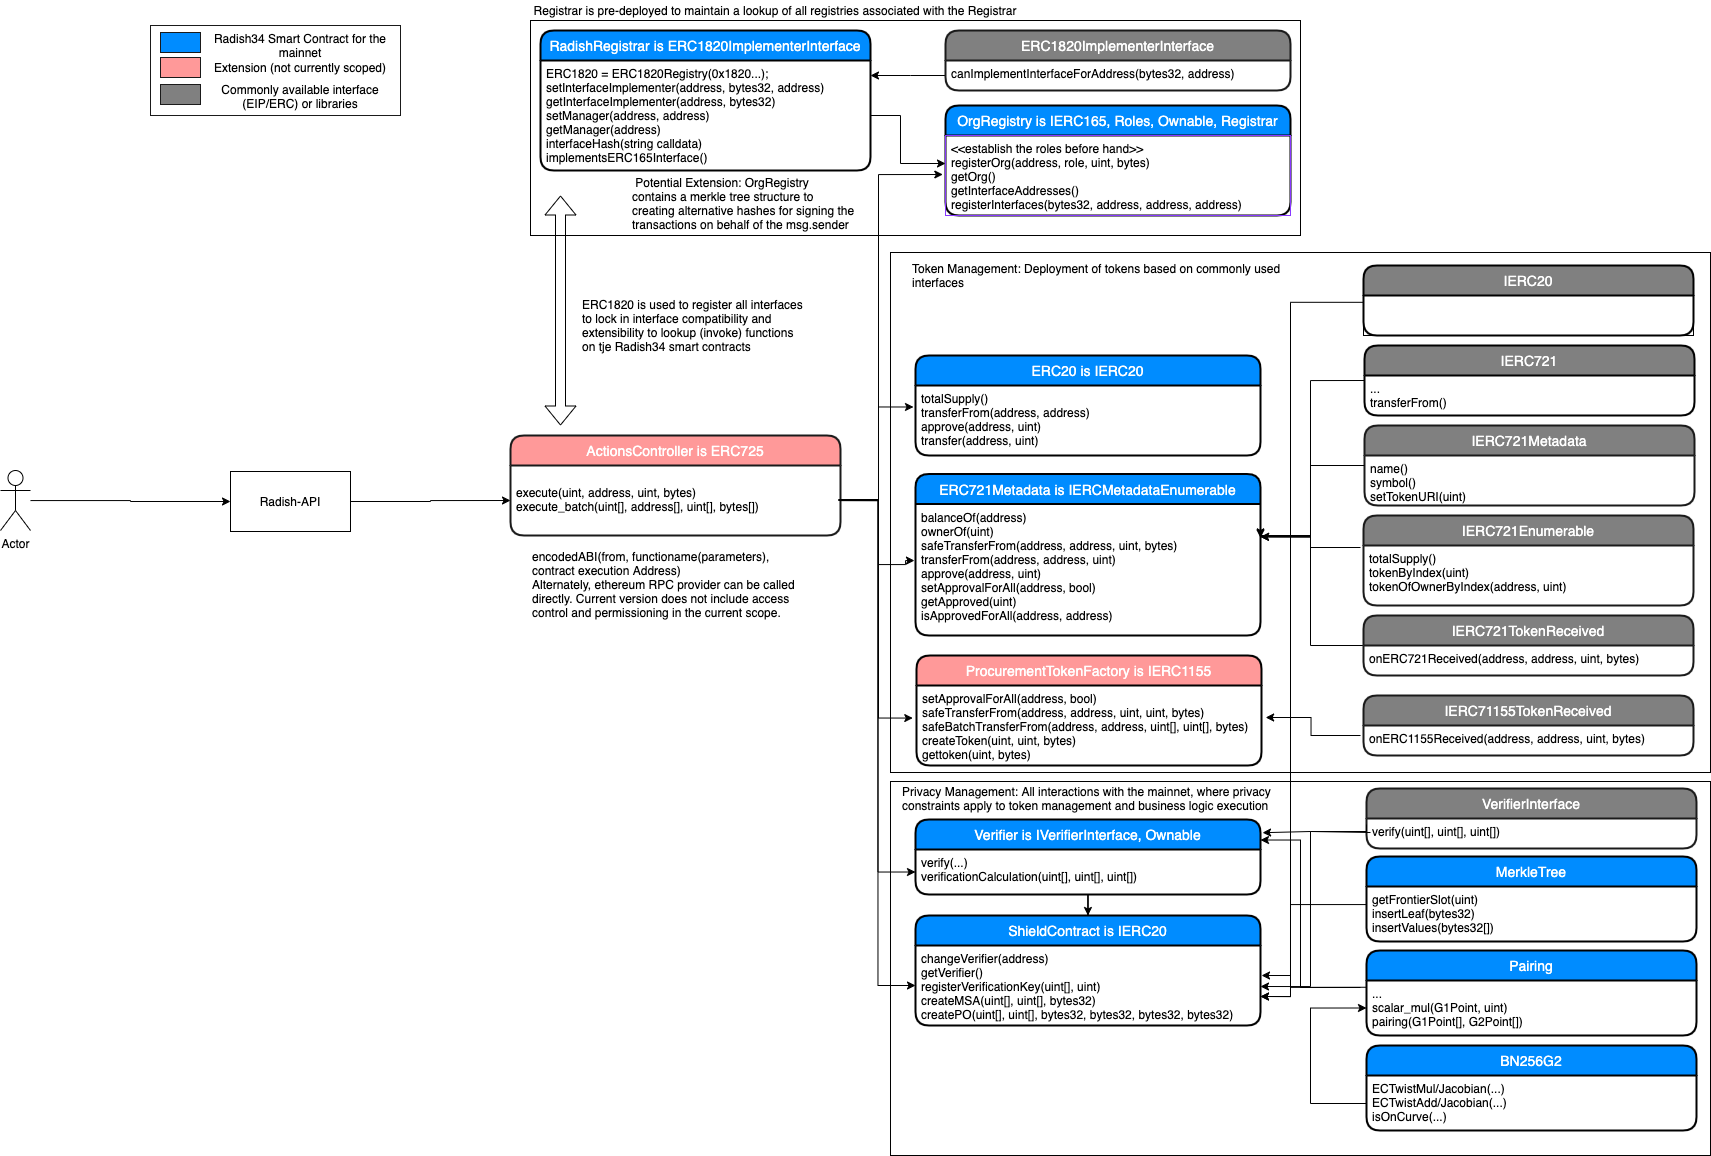 Registrar is pre-deployed to maintain a lookup of all registries associated with the Registrar
Radish34 Smart Contract for the
mainnet
Extension (not currently scoped)
Commonly available interface
(EIP/ERC) or libraries
RadishRegistrar is ERC1820ImplementerInterface
ERC1820 = ERC1820Registry(0x1820...);
setInterfaceImplementer(address, bytes32, address)
getInterfaceImplementer(address, bytes32)
setManager(address, address)
getManager(address)
interfaceHash(string calldata)
implementsERC165Interface()
ERC1820ImplementerInterface
canImplementInterfaceForAddress(bytes32, address)
OrgRegistry is IERC165, Roles, Ownable, Registrar
<<establish the roles before hand>>
registerOrg(address, role, uint, bytes)
getOrg()
getInterfaceAddresses()
registerInterfaces(bytes32, address, address, address)
Potential Extension: OrgRegistry
contains a merkle tree structure to
creating alternative hashes for signing the
transactions on behalf of the msg.sender
ERC1820 is used to register all interfaces
to lock in interface compatibility and
extensibility to lookup (invoke) functions
on tje Radish34 smart contracts
Actor
Radish-API
ActionsController is ERC725
execute(uint, address, uint, bytes)
execute_batch(uint[], address[], uint[], bytes[])
encodedABI(from, functioname(parameters),
contract execution Address)
Alternately, ethereum RPC provider can be called
directly. Current version does not include access
control and permissioning in the current scope.
Token Management: Deployment of tokens based on commonly used
interfaces
ERC20 is IERC20
totalSupply()
transferFrom(address, address)
approve(address, uint)
transfer(address, uint)
ERC721Metadata is IERCMetadataEnumerable
balanceOf(address)
ownerOf(uint)
safeTransferFrom(address, address, uint, bytes)
transferFrom(address, address, uint)
approve(address, uint)
setApprovalForAll(address, bool)
getApproved(uint)
isApprovedForAll(address, address)
ProcurementTokenFactory is IERC1155
setApprovalForAll(address, bool)
safeTransferFrom(address, address, uint, uint, bytes)
safeBatchTransferFrom(address, address, uint[], uint[], bytes)
createToken(uint, uint, bytes)
gettoken(uint, bytes)
IERC20
IERC721
...
transferFrom()
IERC721Metadata
name()
symbol()
setTokenURI(uint)
IERC721Enumerable
totalSupply()
tokenByIndex(uint)
tokenOfOwnerByIndex(address, uint)
IERC721TokenReceived
onERC721Received(address, address, uint, bytes)
IERC71155TokenReceived
onERC1155Received(address, address, uint, bytes)
Privacy Management: All interactions with the mainnet, where privacy
constraints apply to token management and business logic execution
Verifier is IVerifierInterface, Ownable
verify(...)
verificationCalculation(uint[], uint[], uint[])
ShieldContract is IERC20
changeVerifier(address)
getVerifier()
registerVerificationKey(uint[], uint)
createMSA(uint[], uint[], bytes32)
createPO(uint[], uint[], bytes32, bytes32, bytes32, bytes32)
VerifierInterface
verify(uint[], uint[], uint[])
MerkleTree
getFrontierSlot(uint)
insertLeaf(bytes32)
insertValues(bytes32[])
Pairing
...
scalar_mul(G1Point, uint)
pairing(G1Point[], G2Point[])
BN256G2
ECTwistMul/Jacobian(...)
ECTwistAdd/Jacobian(...)
isOnCurve(...)